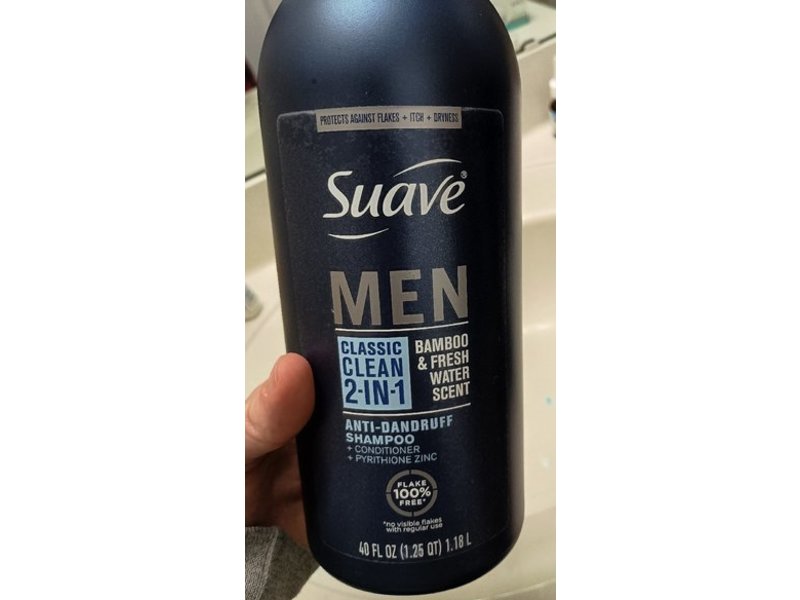 PROTECTS AGAINST FLAKES + ITCH + DRYNESS
Suave®
MEN
CLASSIC
CLEAN
2-IN-1
BAMBOO
& FRESH
WATER
SCENT
ANTI-DANDRUFF
SHAMPOO
+ CONDITIONER
+ PYRITHIONE ZINC
FLAKE
100%
FREE*
*no visible flakes
with regular use
40 FL OZ (1.25 QT) 1.18 L